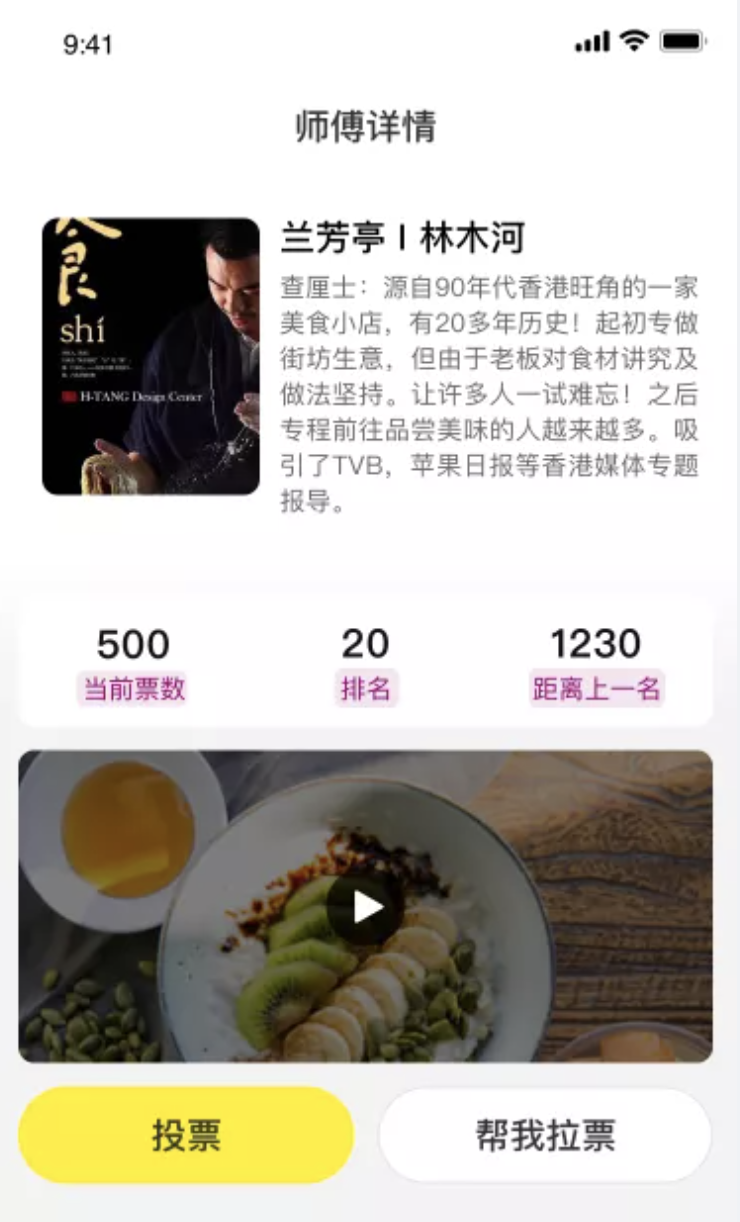 9:41
师傅详情
食
shí
H-TANG Design Center
兰芳亭 | 林木河
查厘士：源自90年代香港旺角的一家
美食小店，有20多年历史！起初专做
街坊生意，但由于老板对食材讲究及
做法坚持。让许多人一试难忘！之后
专程前往品尝美味的人越来越多。吸
引了TVB，苹果日报等香港媒体专题
报导。
500
20
1230
当前票数
排名
距离上一名
投票
帮我拉票